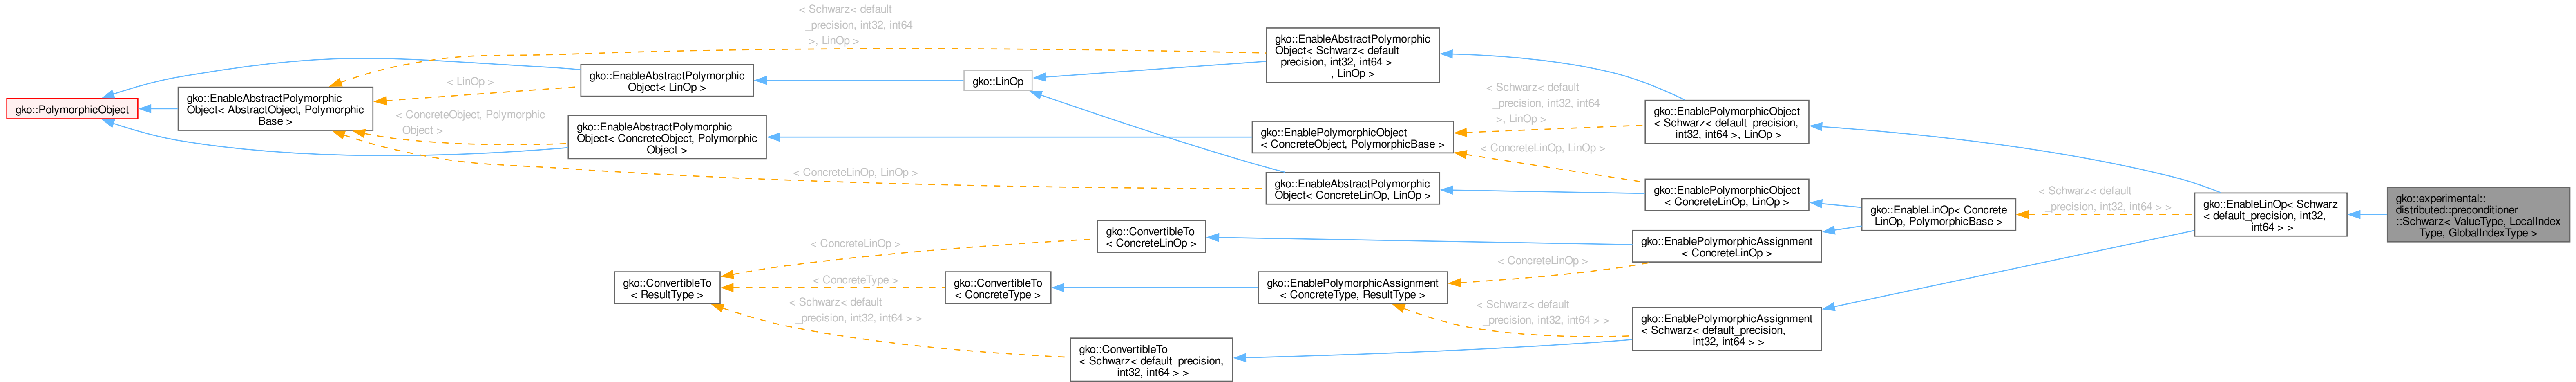 gko::PolymorphicObject
gko::EnableAbstractPolymorphic
Object< AbstractObject, Polymorphic
Base >
< Schwarz< default
_precision, int32, int64
>, LinOp >
< LinOp >
< ConcreteObject, Polymorphic
Object >
< ConcreteLinOp, LinOp >
gko::EnableAbstractPolymorphic
Object< LinOp >
gko::EnableAbstractPolymorphic
Object< ConcreteObject, Polymorphic
Object >
gko::LinOp
gko::EnableAbstractPolymorphic
Object< Schwarz< default
_precision, int32, int64 >
, LinOp >
gko::EnablePolymorphicObject
< ConcreteObject, PolymorphicBase >
gko::EnableAbstractPolymorphic
Object< ConcreteLinOp, LinOp >
< Schwarz< default
_precision, int32, int64
>, LinOp >
< ConcreteLinOp, LinOp >
gko::EnablePolymorphicObject
< Schwarz< default_precision,
int32, int64 >, LinOp >
gko::EnablePolymorphicObject
< ConcreteLinOp, LinOp >
gko::ConvertibleTo
< ResultType >
< ConcreteLinOp >
< ConcreteType >
< Schwarz< default
_precision, int32, int64 > >
gko::ConvertibleTo
< ConcreteLinOp >
gko::ConvertibleTo
< ConcreteType >
gko::ConvertibleTo
< Schwarz< default_precision,
int32, int64 > >
gko::EnablePolymorphicAssignment
< ConcreteType, ResultType >
< ConcreteLinOp >
< Schwarz< default
_precision, int32, int64 > >
gko::EnablePolymorphicAssignment
< ConcreteLinOp >
gko::EnablePolymorphicAssignment
< Schwarz< default_precision,
int32, int64 > >
gko::EnableLinOp< Concrete
LinOp, PolymorphicBase >
< Schwarz< default
_precision, int32, int64 > >
gko::EnableLinOp< Schwarz
< default_precision, int32,
int64 > >
gko::experimental::
distributed::preconditioner
::Schwarz< ValueType, LocalIndex
Type, GlobalIndexType >